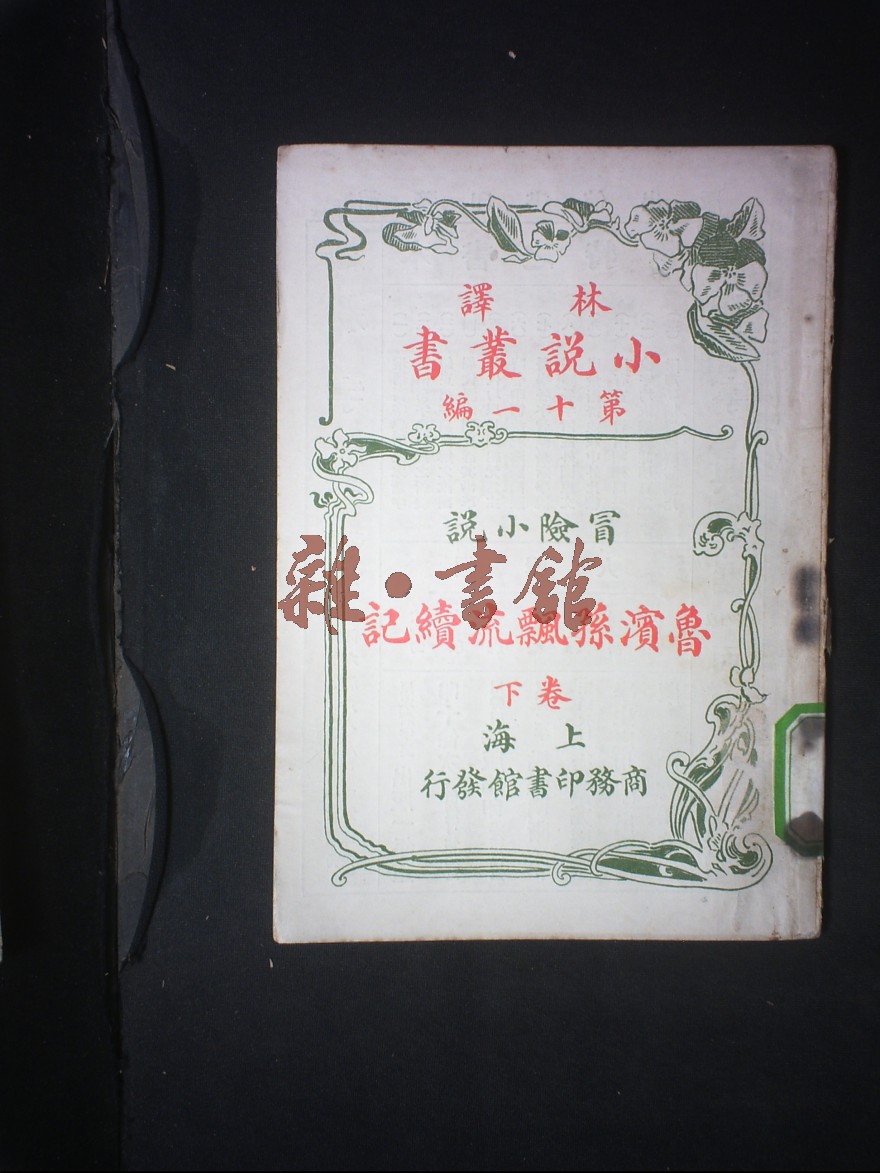 林譯
小說叢書
第十一編
冒險小說
魯濱孫飄流續記
卷下
上海
商務印書館發行
雜·書館